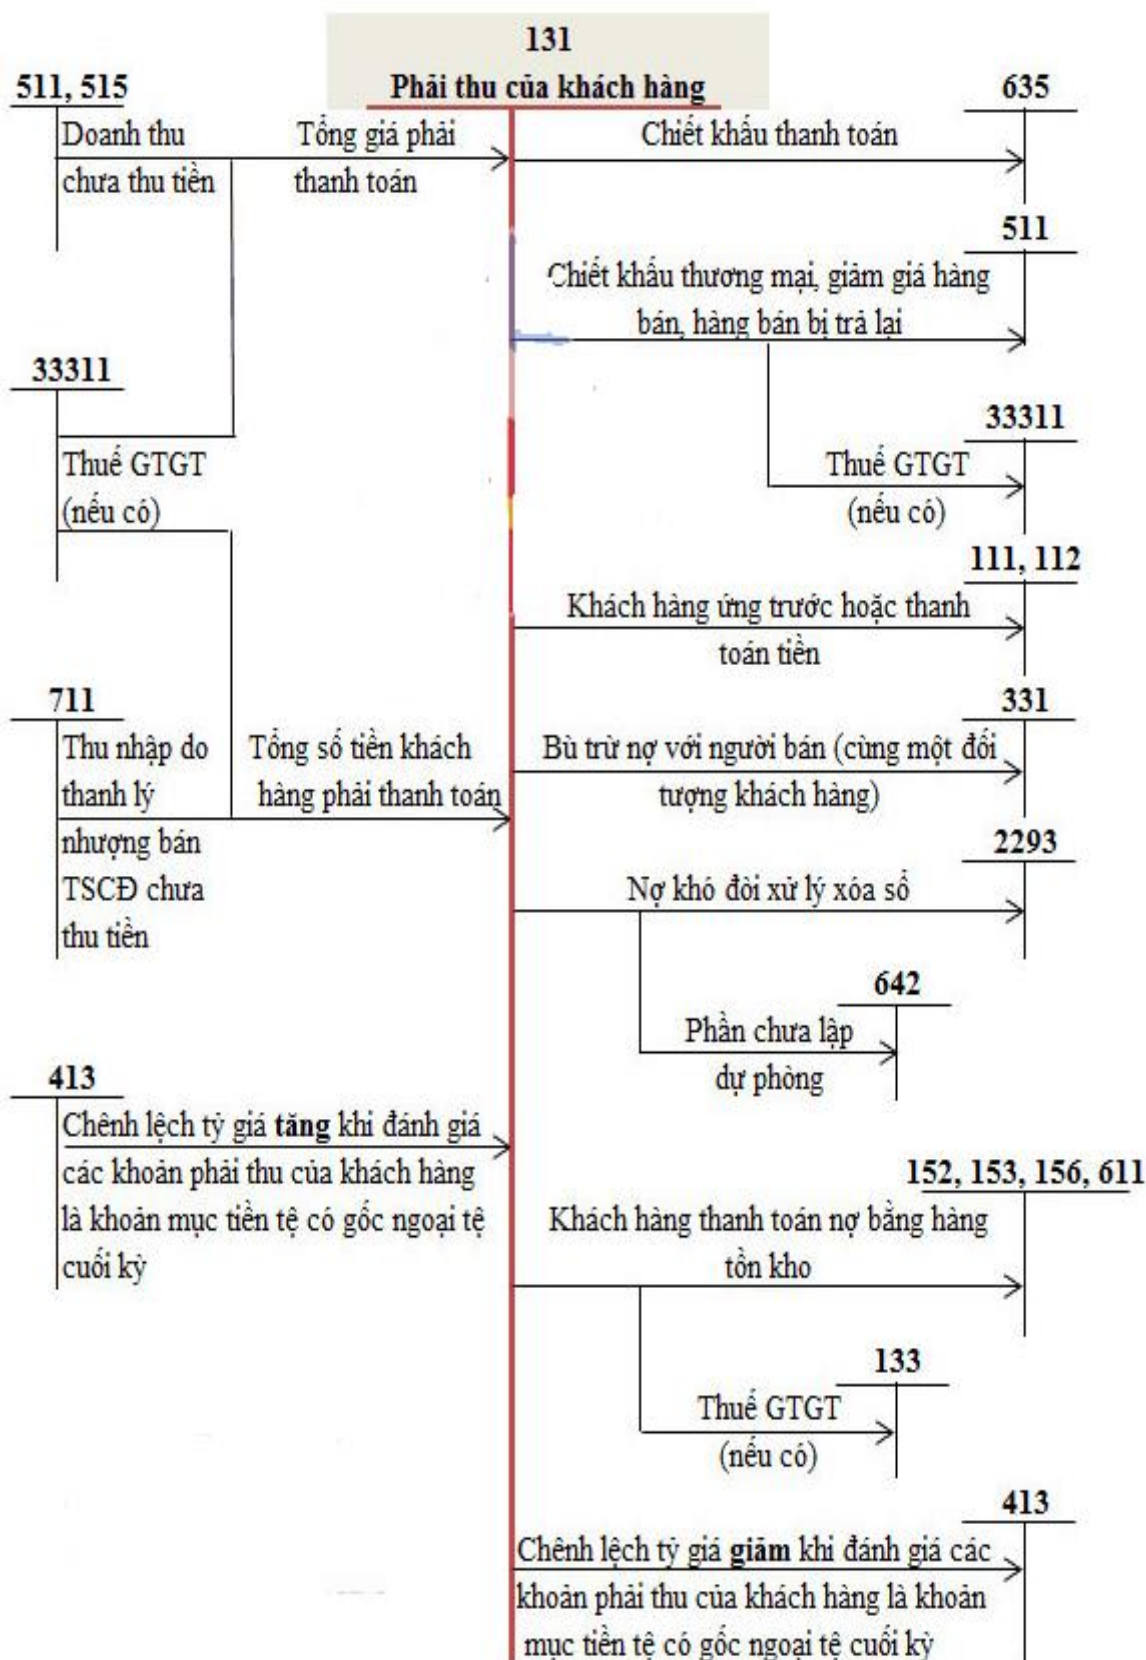 131
Phải thu của khách hàng
511, 515
Doanh thu
chưa thu tiền
Tổng giá phải
thanh toán
635
Chiết khấu thanh toán
511
Chiết khấu thương mại, giảm giá hàng
bán, hàng bán bị trả lại
33311
Thuế GTGT
(nếu có)
33311
Thuế GTGT
(nếu có)
111, 112
Khách hàng ứng trước hoặc thanh
toán tiền
711
Thu nhập do
thanh lý
nhượng bán
TSCĐ chưa
thu tiền
Tổng số tiền khách
hàng phải thanh toán
331
Bù trừ nợ với người bán (cùng một đối
tượng khách hàng)
2293
Nợ khó đòi xử lý xóa sổ
642
Phần chưa lập
dự phòng
413
Chênh lệch tỷ giá tăng khi đánh giá
các khoản phải thu của khách hàng
là khoản mục tiền tệ có gốc ngoại tệ
cuối kỳ
152, 153, 156, 611
Khách hàng thanh toán nợ bằng hàng
tồn kho
133
Thuế GTGT
(nếu có)
413
Chênh lệch tỷ giá giảm khi đánh giá các
khoản phải thu của khách hàng là khoản
mục tiền tệ có gốc ngoại tệ cuối kỳ